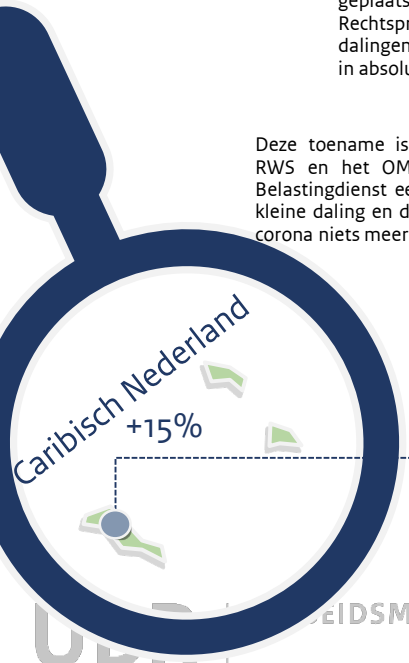 geplaats
Rechtspr
dalingen
in absolu
Deze toename is
RWS en het OM
Belastingdienst ee
kleine daling en d
corona niets meer
Caribisch Nederland
+15%
EIDSM